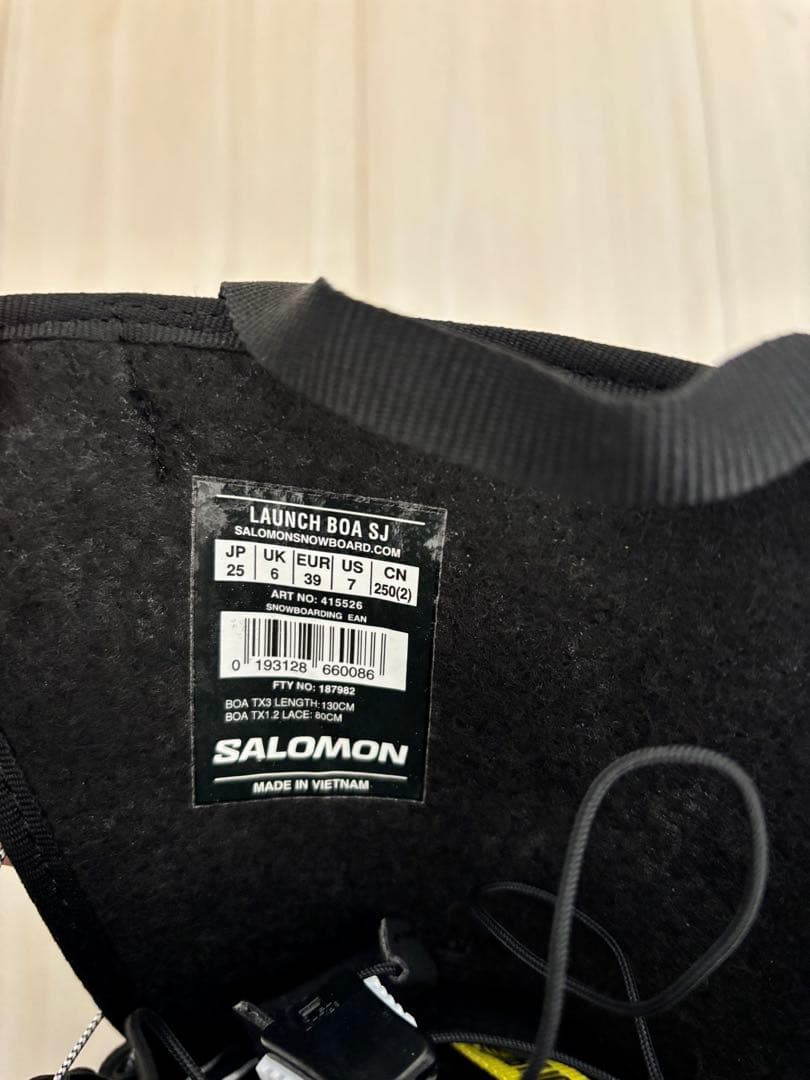 LAUNCH BOA SJ
SALOMONSNOWBOARD.COM
JP UK EUR US CN
25 6 39 7 250(2)
ART NO: 415526
SNOWBOARDING EAN
0 193128 660086
FTY NO: 187982
BOA TX3 LENGTH:130CM
BOA TX1.2 LACE: 80CM
SALOMON
MADE IN VIETNAM